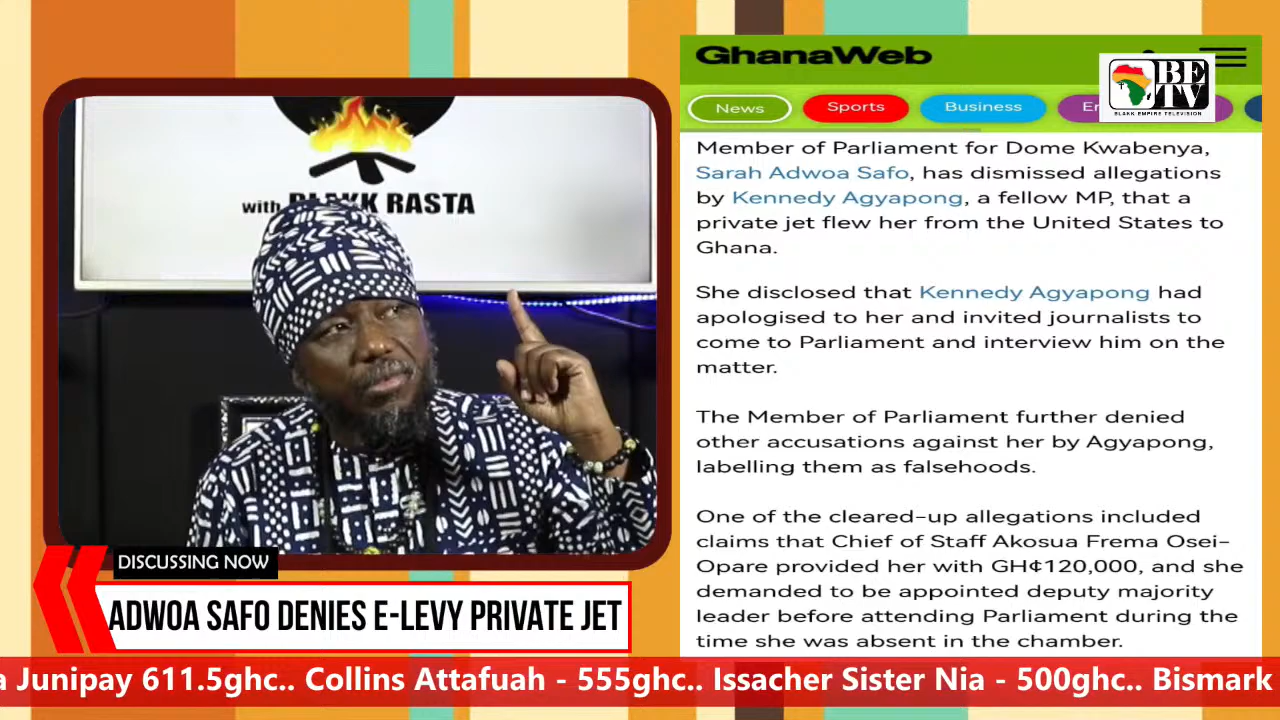 with BLAKK RASTA
DISCUSSING NOW
ADWOA SAFO DENIES E-LEVY PRIVATE JET
GhanaWeb
BE
TV
BLAKK EMPIRE TELEVISION
News
Sports
Business
Member of Parliament for Dome Kwabenya,
Sarah Adwoa Safo, has dismissed allegations
by Kennedy Agyapong, a fellow MP, that a
private jet flew her from the United States to
Ghana.
She disclosed that Kennedy Agyapong had
apologised to her and invited journalists to
come to Parliament and interview him on the
matter.
The Member of Parliament further denied
other accusations against her by Agyapong,
labelling them as falsehoods.
One of the cleared-up allegations included
claims that Chief of Staff Akosua Frema Osei-
Opare provided her with GH¢120,000, and she
demanded to be appointed deputy majority
leader before attending Parliament during the
time she was absent in the chamber.
a Junipay 611.5ghc.. Collins Attafuah - 555ghc.. Issacher Sister Nia - 500ghc.. Bismark